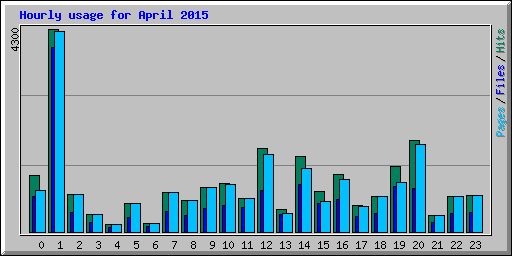 Hourly usage for April 2015
4300
Pages/Files/Hits
0 1 2 3 4 5 6 7 8 9 10 11 12 13 14 15 16 17 18 19 20 21 22 23